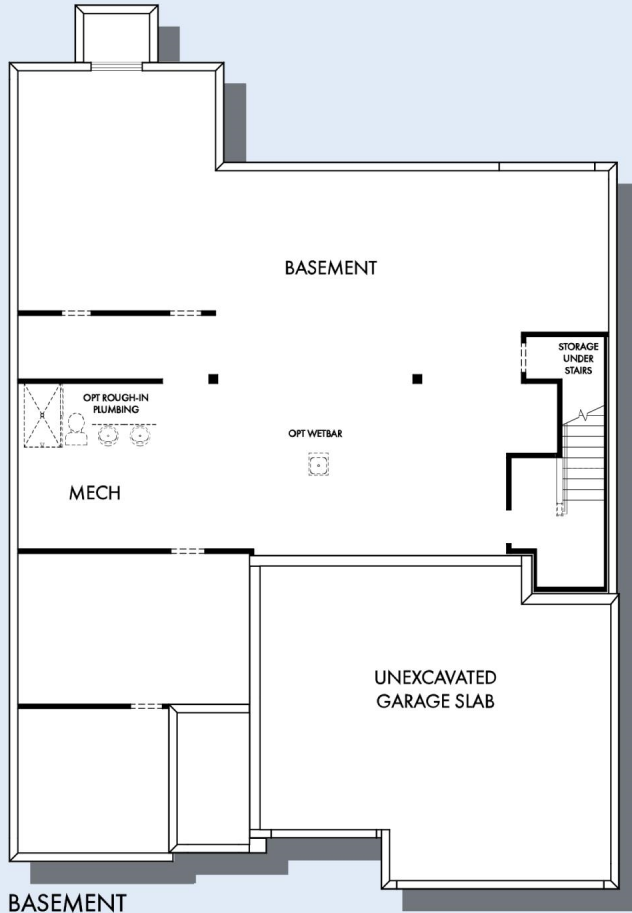 BASEMENT
STORAGE
UNDER
STAIRS
OPT ROUGH-IN
PLUMBING
OPT WETBAR
MECH
UNEXCAVATED
GARAGE SLAB
BASEMENT